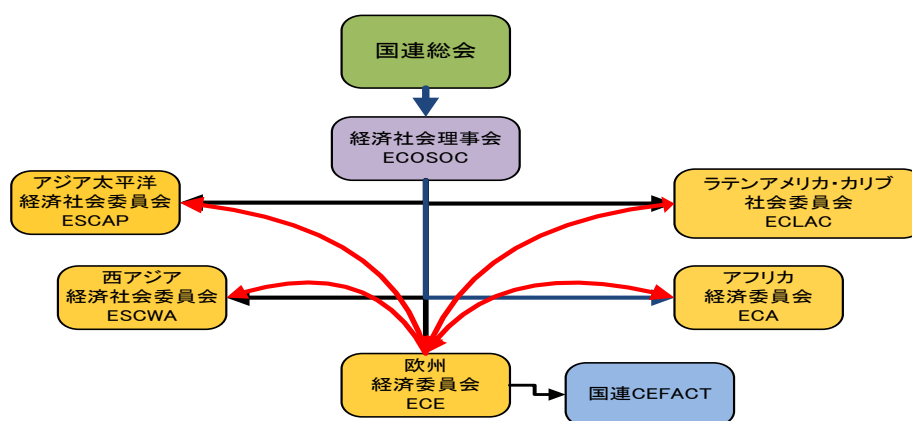 国連総会
経済社会理事会
ECOSOC
アジア太平洋
経済社会委員会
ESCAP
ラテンアメリカ・カリブ
社会委員会
ECLAC
西アジア
経済社会委員会
ESCWA
アフリカ
経済委員会
ECA
欧州
経済委員会
ECE
国連CEFACT